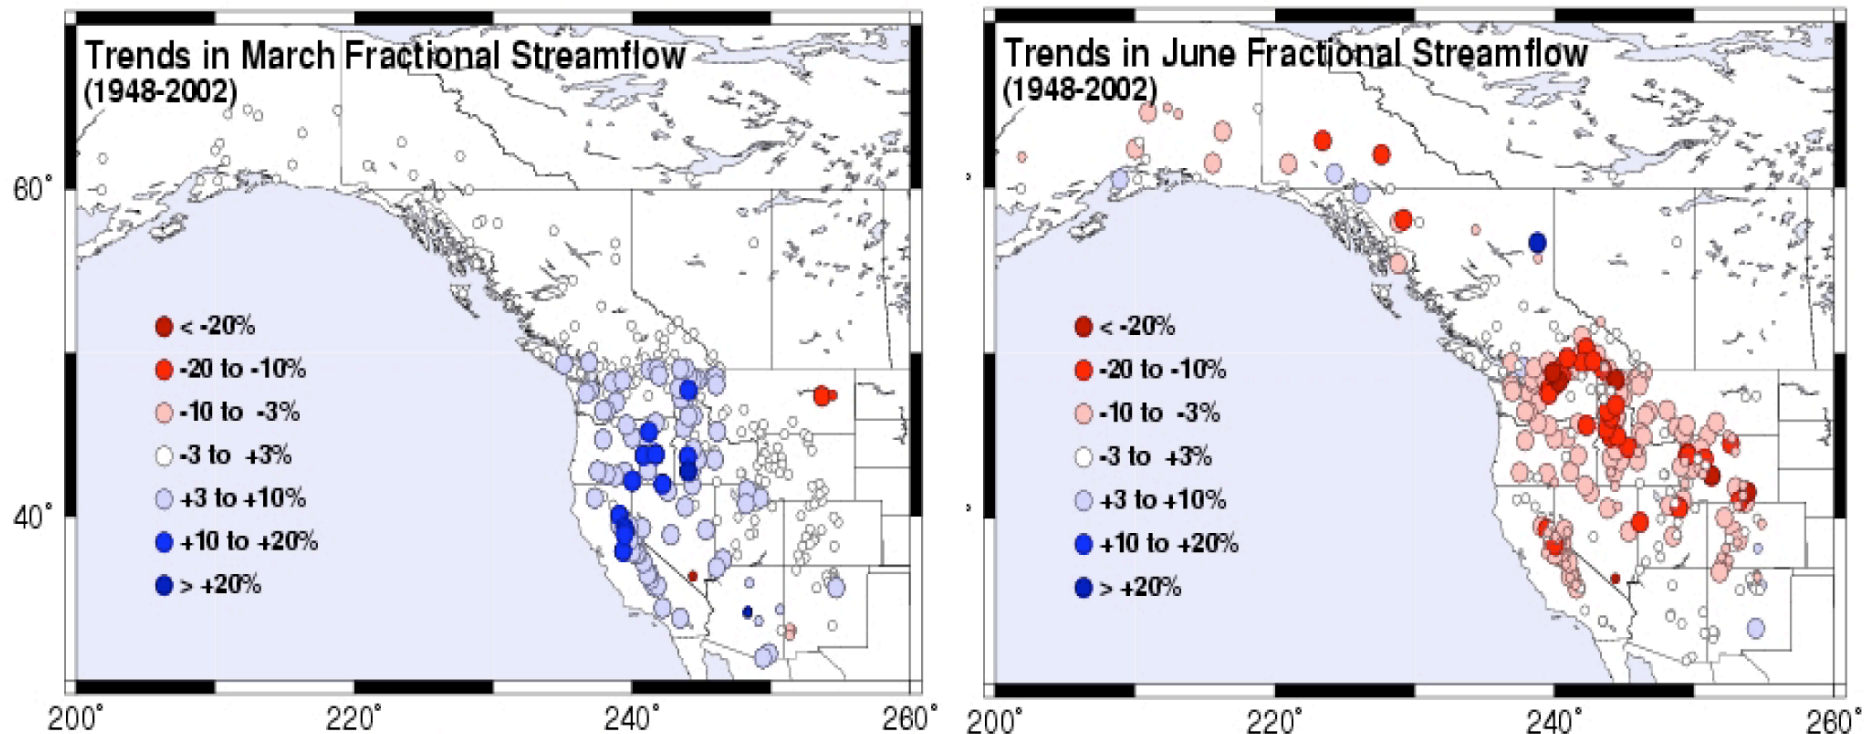 Trends in March Fractional Streamflow
(1948-2002)
60°
40°
< -20%
-20 to -10%
-10 to -3%
-3 to +3%
+3 to +10%
+10 to +20%
> +20%
200°
220°
240°
260°
Trends in June Fractional Streamflow
(1948-2002)
< -20%
-20 to -10%
-10 to -3%
-3 to +3%
+3 to +10%
+10 to +20%
> +20%
200°
220°
240°
260°